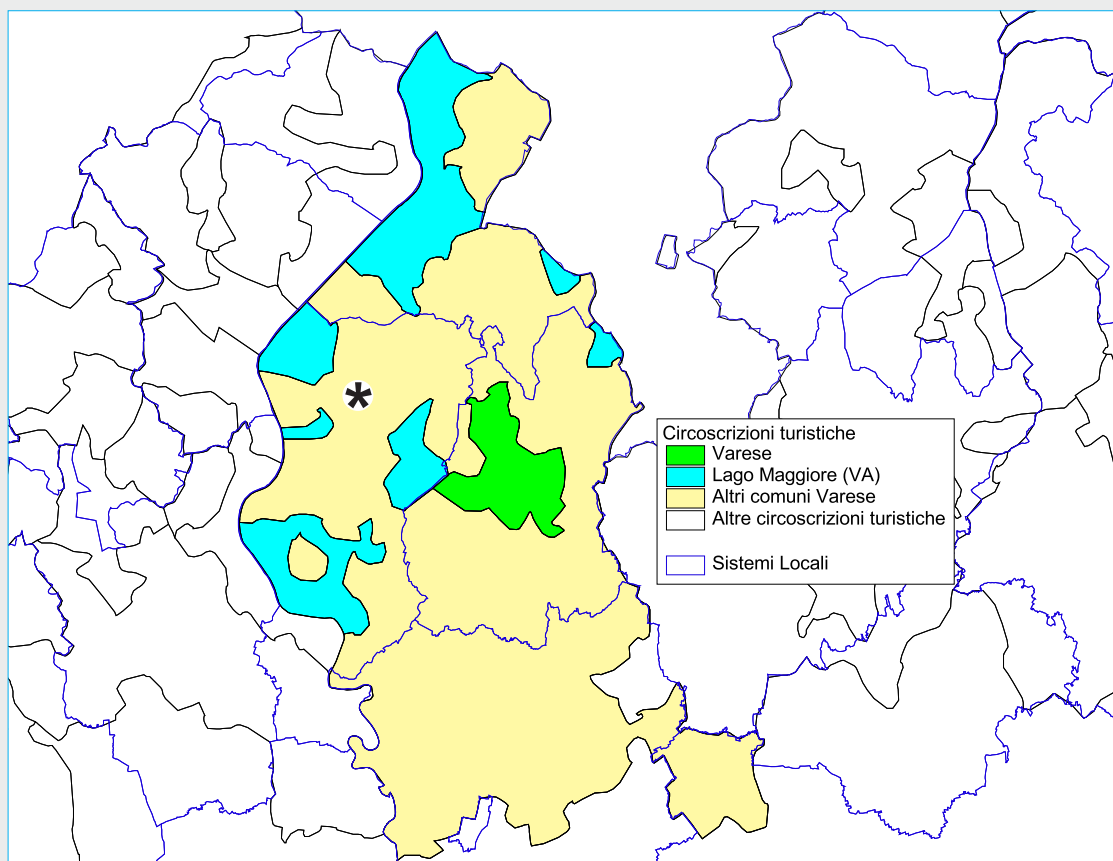 *
Circoscrizioni turistiche
Varese
Lago Maggiore (VA)
Altri comuni Varese
Altre circoscrizioni turistiche
Sistemi Locali